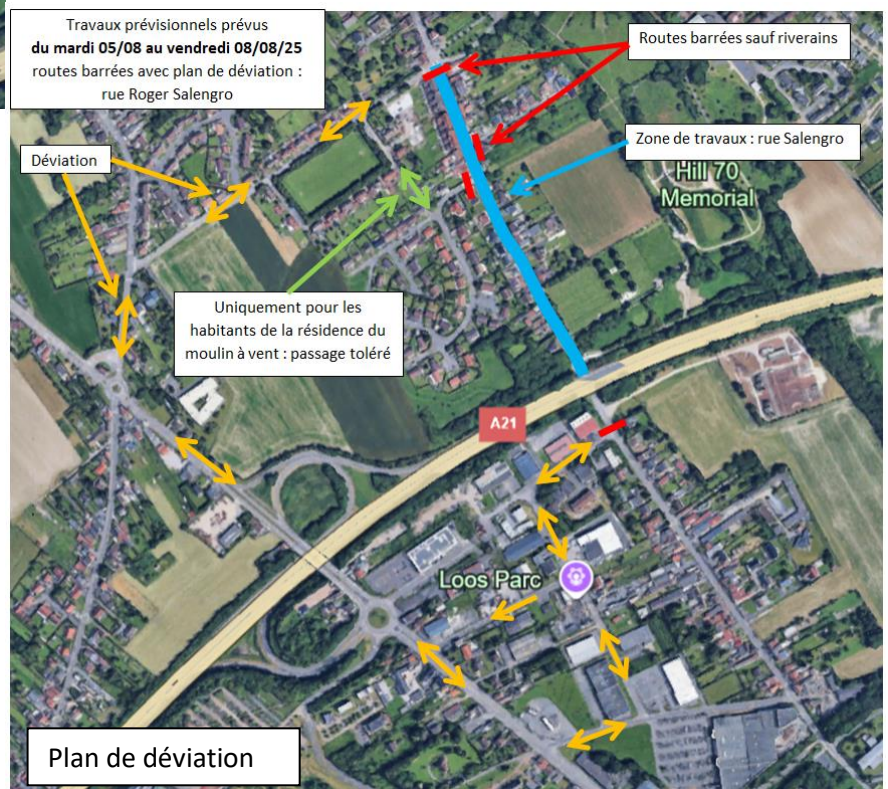 Travaux prévisionnels prévus
du mardi 05/08 au vendredi 08/08/25
routes barrées avec plan de déviation :
rue Roger Salengro
Routes barrées sauf riverains
Déviation
Zone de travaux : rue Salengro
Hill 70
Memorial
Uniquement pour les
habitants de la résidence du
moulin à vent : passage toléré
A21
Loos Parc
Plan de déviation